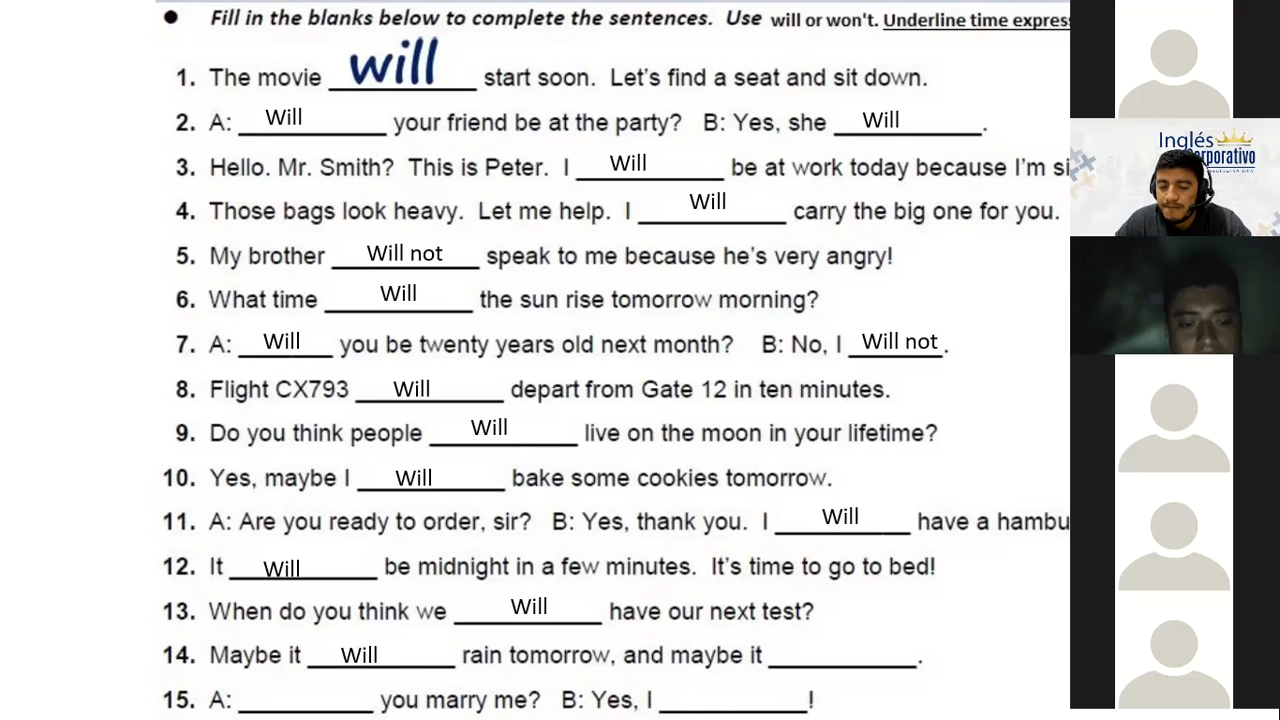 ● Fill in the blanks below to complete the sentences. Use will or won't. Underline time express
1. The movie will start soon. Let's find a seat and sit down.
2. A: Will your friend be at the party? B: Yes, she Will.
3. Hello. Mr. Smith? This is Peter. I Will be at work today because I'm si
4. Those bags look heavy. Let me help. I Will carry the big one for you.
5. My brother Will not speak to me because he's very angry!
6. What time Will the sun rise tomorrow morning?
7. A: Will you be twenty years old next month? B: No, I Will not.
8. Flight CX793 Will depart from Gate 12 in ten minutes.
9. Do you think people Will live on the moon in your lifetime?
10. Yes, maybe I Will bake some cookies tomorrow.
11. A: Are you ready to order, sir? B: Yes, thank you. I Will have a hambu
12. It Will be midnight in a few minutes. It's time to go to bed!
13. When do you think we Will have our next test?
14. Maybe it Will rain tomorrow, and maybe it ____________.
15. A: ___________ you marry me? B: Yes, I ____________!
Inglés
orporativo